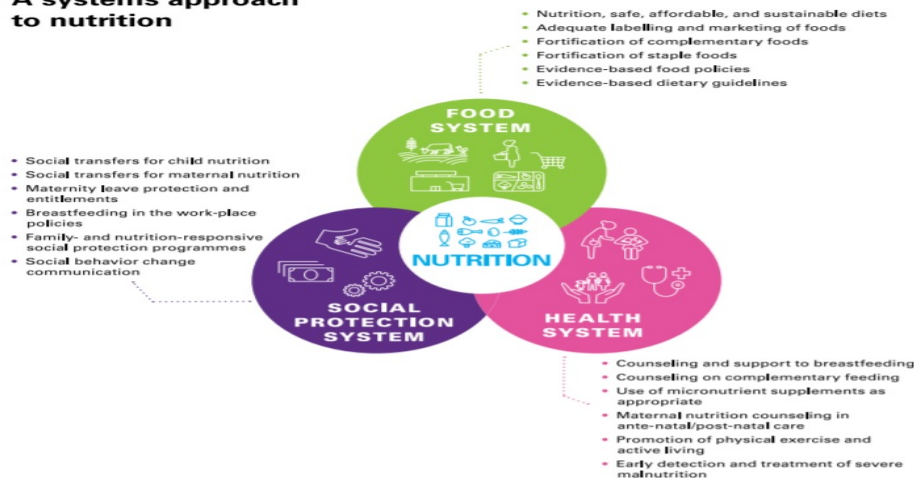 A systems approach
to nutrition
• Nutrition, safe, affordable, and sustainable diets
• Adequate labelling and marketing of foods
• Fortification of complementary foods
• Fortification of staple foods
• Evidence-based food policies
• Evidence-based dietary guidelines
FOOD
SYSTEM
• Social transfers for child nutrition
• Social transfers for maternal nutrition
• Maternity leave protection and
entitlements
• Breastfeeding in the work-place
policies
• Family- and nutrition-responsive
social protection programmes
• Social behavior change
communication
NUTRITION
SOCIAL
PROTECTION
SYSTEM
HEALTH
SYSTEM
• Counseling and support to breastfeeding
• Counseling on complementary feeding
• Use of micronutrient supplements as
appropriate
• Maternal nutrition counseling in
ante-natal/post-natal care
• Promotion of physical exercise and
active living
• Early detection and treatment of severe
malnutrition